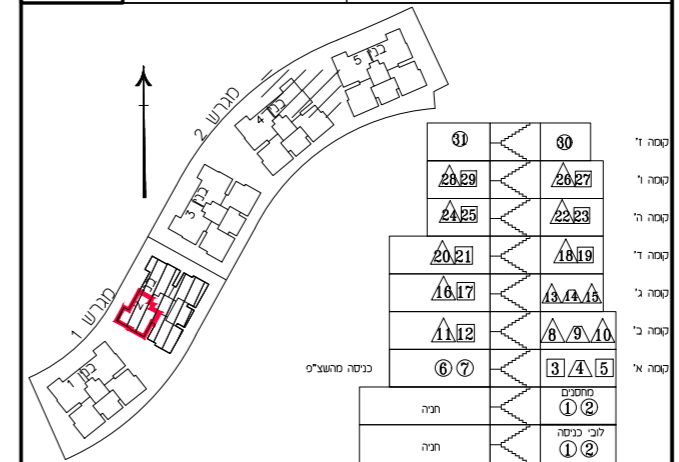 מגרש 2
בנין 5
בנין 4
בנין 3
מגרש 1
בנין 2
בנין 1
31 30 קומה ז'
28 29 26 27 קומה ו'
24 25 22 23 קומה ה'
20 21 18 19 קומה ד'
16 17 13 14 15 קומה ג'
11 12 8 9 10 קומה ב'
כניסה מהשצ"פ 6 7 3 4 5 קומה א'
חניה מחסנים 1 2
חניה לובי כניסה 1 2